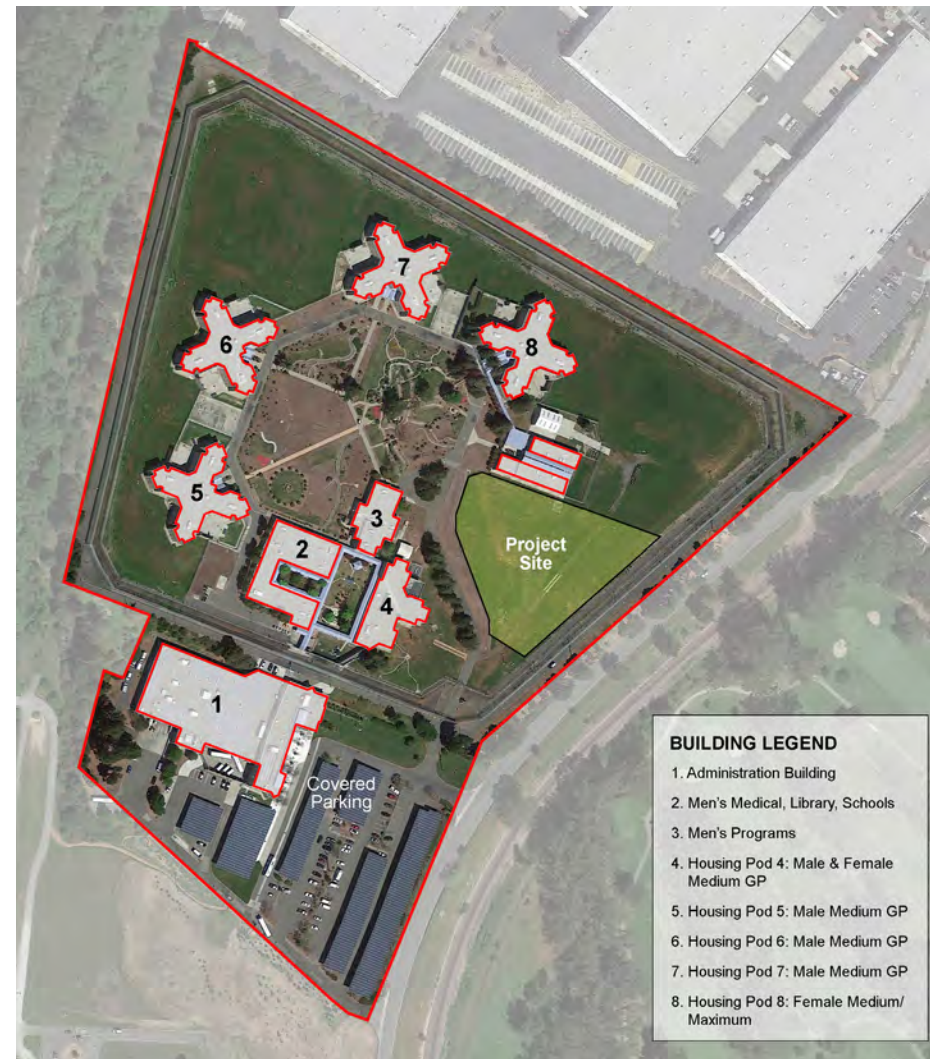 7
6
8
5
3
2
4
Project
Site
1
Covered
Parking
BUILDING LEGEND
1. Administration Building
2. Men's Medical, Library, Schools
3. Men's Programs
4. Housing Pod 4: Male & Female
Medium GP
5. Housing Pod 5: Male Medium GP
6. Housing Pod 6: Male Medium GP
7. Housing Pod 7: Male Medium GP
8. Housing Pod 8: Female Medium/
Maximum